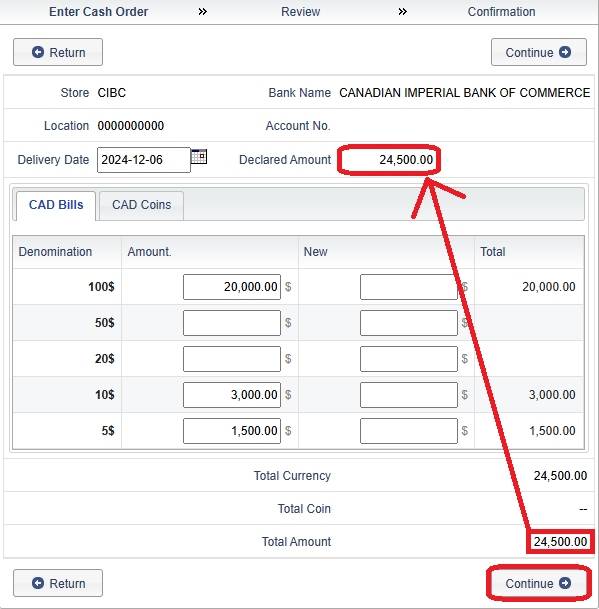 Enter Cash Order » Review » Confirmation
Return Continue
Store CIBC Bank Name CANADIAN IMPERIAL BANK OF COMMERCE
Location 0000000000 Account No.
Delivery Date 2024-12-06 Declared Amount 24,500.00
CAD Bills CAD Coins
Denomination Amount. New Total
100$ 20,000.00 $ $ 20,000.00
50$ $ $
20$ $ $
10$ 3,000.00 $ $ 3,000.00
5$ 1,500.00 $ $ 1,500.00
Total Currency 24,500.00
Total Coin --
Total Amount 24,500.00
Return Continue